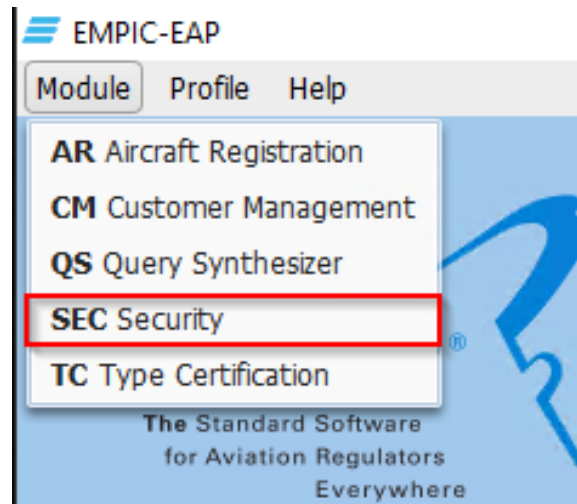 EMPIC-EAP
Module Profile Help
AR Aircraft Registration
CM Customer Management
QS Query Synthesizer
SEC Security
®
TC Type Certification
The Standard Software
for Aviation Regulators
Everywhere